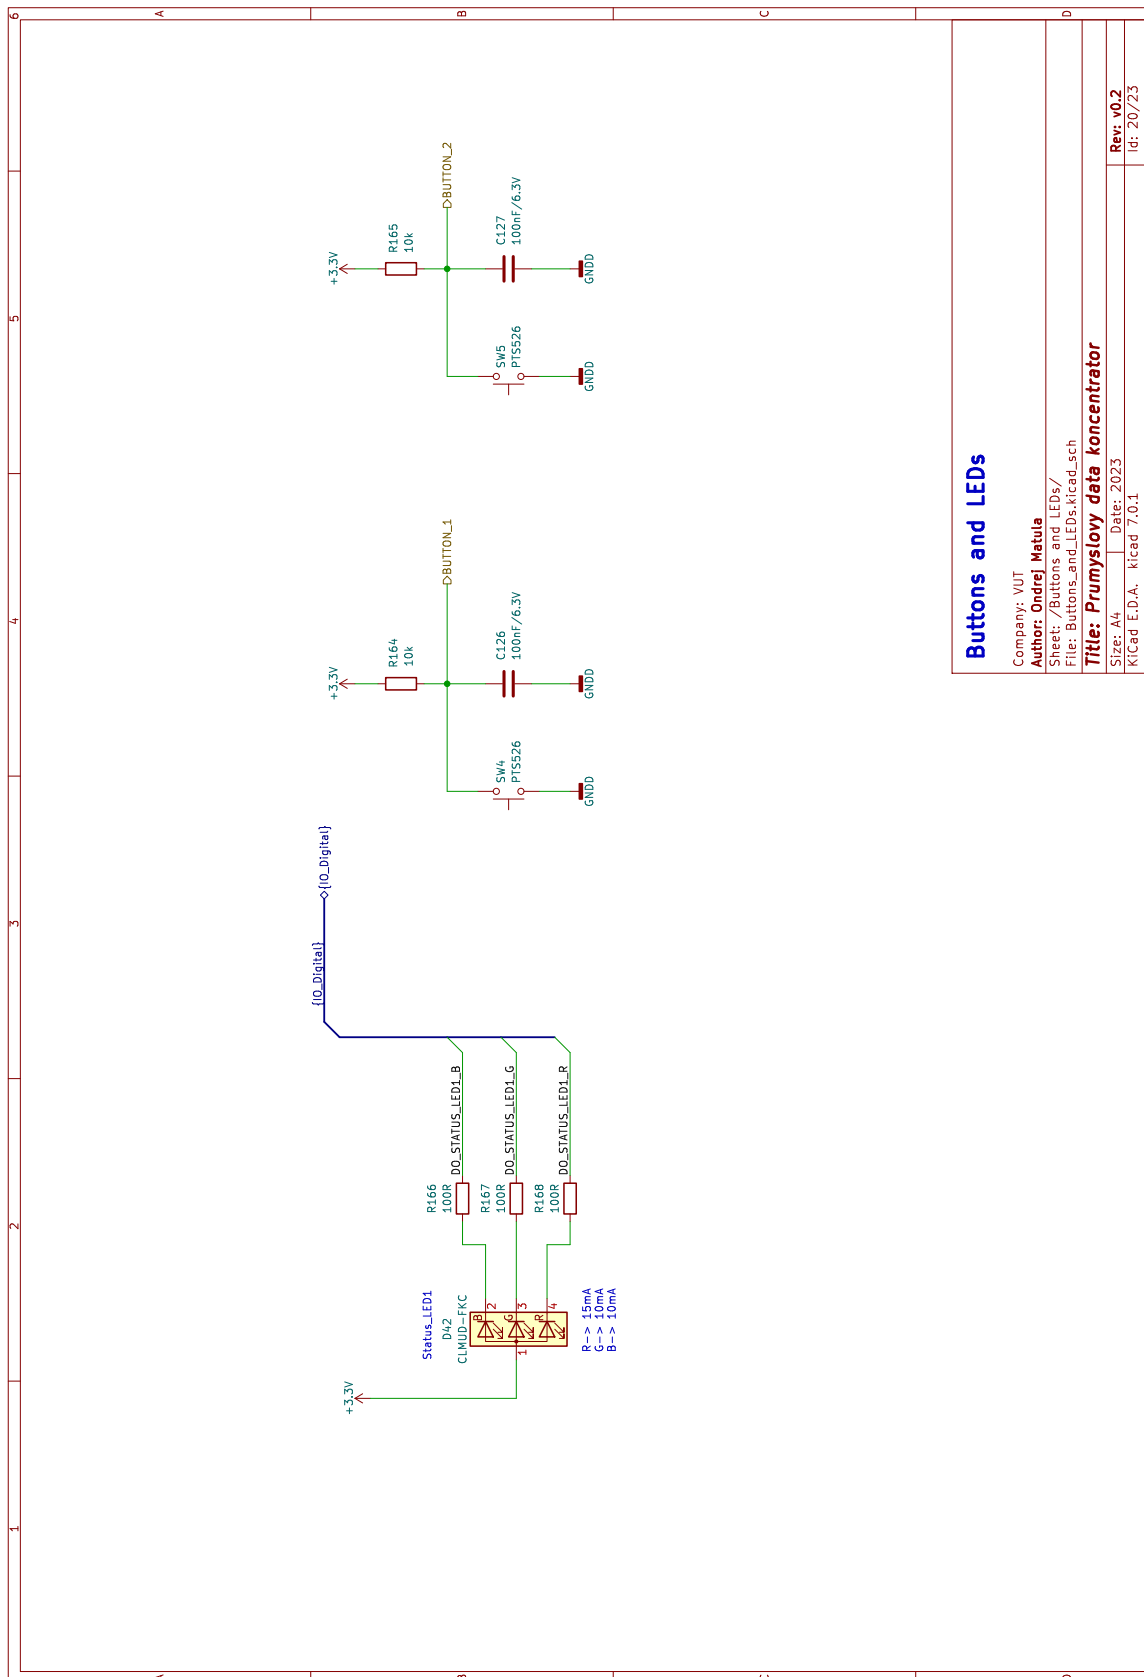 1
2
3
4
5
6
A
B
C
D
+3.3V
Status_LED1
D42
CLMUD-FKC
1
B
G
R
2
3
4
R--> 15mA
G--> 10mA
B--> 10mA
R166
100R
R167
100R
R168
100R
DO_STATUS_LED1_B
DO_STATUS_LED1_G
DO_STATUS_LED1_R
{IO_Digital}
{IO_Digital}
+3.3V
R164
10k
BUTTON_1
SW4
PTS526
C126
100nF/6.3V
GNDD
GNDD
+3.3V
R165
10k
BUTTON_2
SW5
PTS526
C127
100nF/6.3V
GNDD
GNDD
Buttons and LEDs
Company: VUT
Author: Ondrej Matula
Sheet: /Buttons and LEDs/
File: Buttons_and_LEDs.kicad_sch
Title: Prumyslovy data koncentrator
Size: A4 Date: 2023 Rev: v0.2
KiCad E.D.A. kicad 7.0.1 Id: 20/23